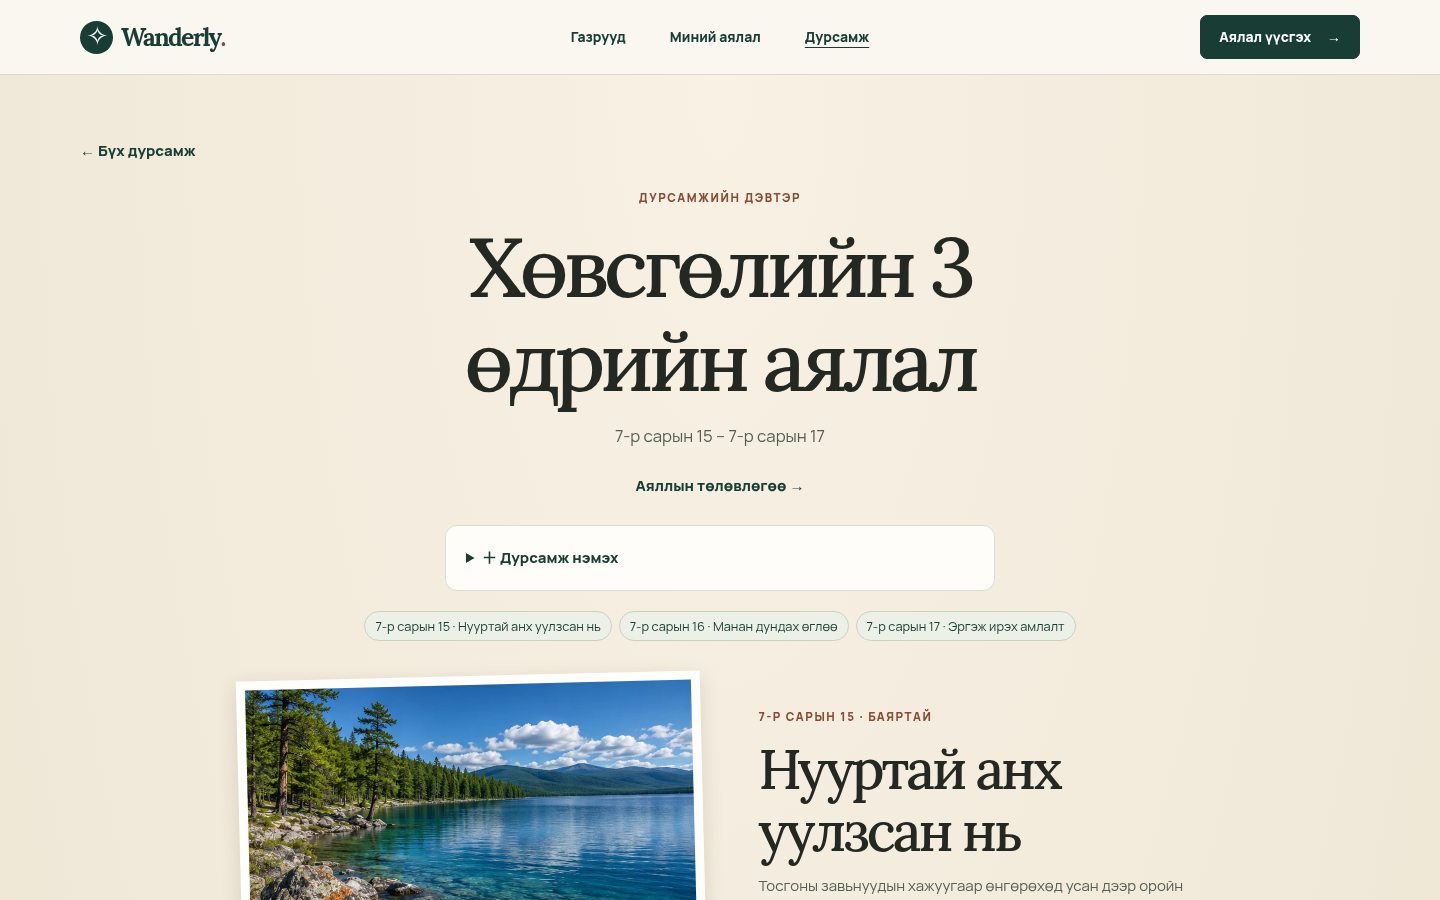 Wanderly.
Газрууд
Миний аялал
Дурсамж
Аялал үүсгэх →
← Бүх дурсамж
ДУРСАМЖИЙН ДЭВТЭР
Хөвсгөлийн 3
өдрийн аялал
7-р сарын 15 – 7-р сарын 17
Аяллын төлөвлөгөө →
▶ + Дурсамж нэмэх
7-р сарын 15 · Нууртай анх уулзсан нь
7-р сарын 16 · Манан дундах өглөө
7-р сарын 17 · Эргэж ирэх амлалт
7-Р САРЫН 15 · БАЯРТАЙ
Нууртай анх
уулзсан нь
Тосгоны завьнуудын хажуугаар өнгөрөхөд усан дээр оройн